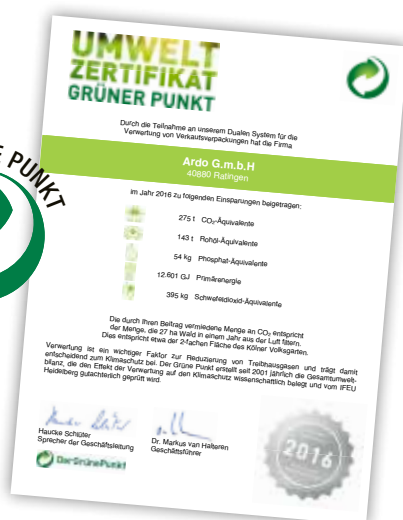 UMWELT
ZERTIFIKAT
GRÜNER PUNKT
Durch die Teilnahme an unserem Dualen System für die
Verwertung von Verkaufsverpackungen hat die Firma
Ardo G.m.b.H
40880 Ratingen
im Jahr 2016 zu folgenden Einsparungen beigetragen:
275 t CO₂-Äquivalente
143 t Rohöl-Äquivalente
54 kg Phosphat-Äquivalente
12.601 GJ Primärenergie
395 kg Schwefeldioxid-Äquivalente
Die durch Ihren Beitrag vermiedene Menge an CO₂ entspricht
der Menge, die 27 ha Wald in einem Jahr aus der Luft filtern.
Dies entspricht etwa der 2-fachen Fläche des Kölner Volksgarten.
Verwertung ist ein wichtiger Faktor zur Reduzierung von Treibhausgasen und trägt damit
entscheidend zum Klimaschutz bei. Der Grüne Punkt erstellt seit 2001 jährlich die Gesamtumwelt-
bilanz, die den Effekt der Verwertung auf den Klimaschutz wissenschaftlich belegt und vom IFEU
Heidelberg gutachterlich geprüft wird.
Haucke Schlüter
Sprecher der Geschäftsleitung
Dr. Markus van Halteren
Geschäftsführer
Der Grüne Punkt
2016
PUNKT